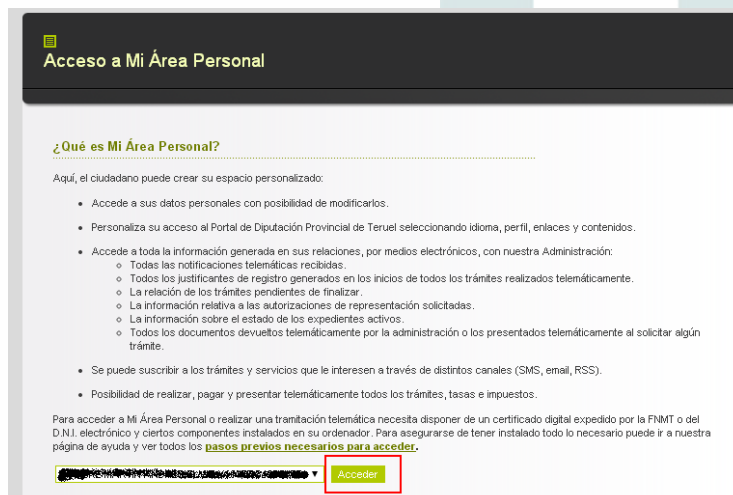 Acceso a Mi Área Personal
¿Qué es Mi Área Personal?
Aquí, el ciudadano puede crear su espacio personalizado:
• Accede a sus datos personales con posibilidad de modificarlos.
• Personaliza su acceso al Portal de Diputación Provincial de Teruel seleccionando idioma, perfil, enlaces y contenidos.
• Accede a toda la información generada en sus relaciones, por medios electrónicos, con nuestra Administración:
○ Todas las notificaciones telemáticas recibidas.
○ Todos los justificantes de registro generados en los inicios de todos los trámites realizados telemáticamente.
○ La relación de los trámites pendientes de finalizar.
○ La información relativa a las autorizaciones de representación solicitadas.
○ La información sobre el estado de los expedientes activos.
○ Todos los documentos devueltos telemáticamente por la administración o los presentados telemáticamente al solicitar algún
trámite.
• Se puede suscribir a los trámites y servicios que le interesen a través de distintos canales (SMS, email, RSS).
• Posibilidad de realizar, pagar y presentar telemáticamente todos los trámites, tasas e impuestos.
Para acceder a Mi Área Personal o realizar una tramitación telemática necesita disponer de un certificado digital expedido por la FNMT o del
D.N.I. electrónico y ciertos componentes instalados en su ordenador. Para asegurarse de tener instalado todo lo necesario puede ir a nuestra
página de ayuda y ver todos los pasos previos necesarios para acceder.
Acceder